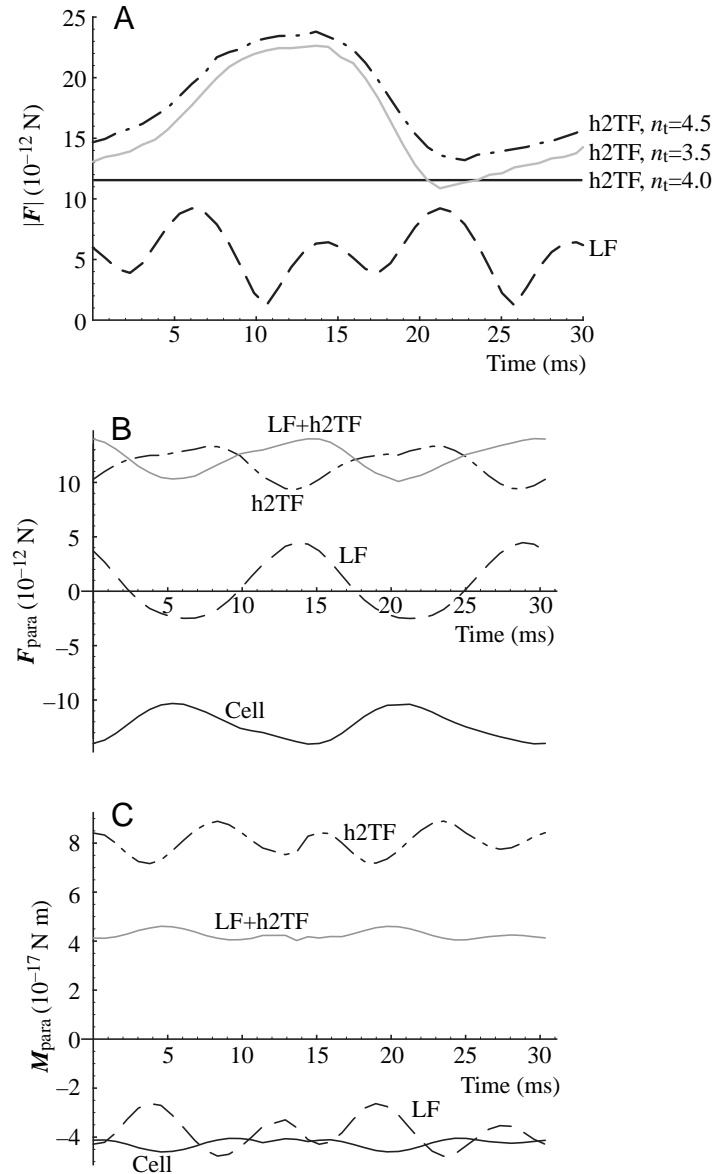 A
25
20
15
10
5
0
|F| (10⁻¹² N)
h2TF, nₜ=4.5
h2TF, nₜ=3.5
h2TF, nₜ=4.0
LF
5 10 15 20 25 30
Time (ms)
B
LF+h2TF
10
h2TF
5
LF
0
5 10 15 20 25 30
Time (ms)
−5
−10
Cell
F para (10⁻¹² N)
C
8
h2TF
6
LF+h2TF
4
2
0
5 10 15 20 25 30
Time (ms)
−2
LF
−4
Cell
M para (10⁻¹⁷ N m)